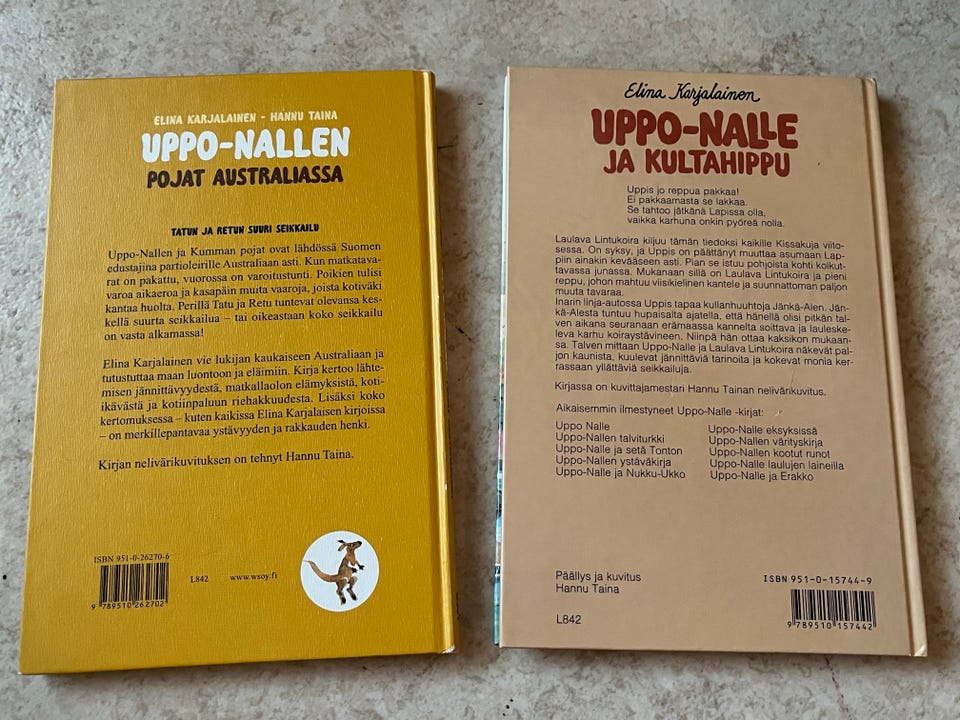 ELINA KARJALAINEN - HANNU TAINA
UPPO-NALLEN
POJAT AUSTRALIASSA
TATUN JA RETUN SUURI SEIKKAILU
Uppo-Nallen ja Kumman pojat ovat lähdössä Suomen
edustajina partioleirille Australiaan asti. Kun matkatava-
rat on pakattu, vuorossa on varoitustunti. Poikien tulisi
varoa aikaeroa ja kasapäin muita vaaroja, joista kotiväki
kantaa huolta. Perillä Tatu ja Retu tuntevat olevansa kes-
kellä suurta seikkailua – tai oikeastaan koko seikkailu
on vasta alkamassa!
Elina Karjalainen vie lukijan kaukaiseen Australiaan ja
tutustuttaa maan luontoon ja eläimiin. Kirja kertoo lähte-
misen jännittävyydestä, matkallaolon elämyksistä, koti-
ikävästä ja kotiinpaluun riehakkuudesta. Lisäksi koko
kertomuksessa – kuten kaikissa Elina Karjalaisen kirjoissa
– on merkillepantavaa ystävyyden ja rakkauden henki.
Kirjan nelivärikuvituksen on tehnyt Hannu Taina.
ISBN 951-0-26270-6
L842 www.wsoy.fi
9 789510 262702
Elina Karjalainen
UPPO-NALLE
JA KULTAHIPPU
Uppis jo reppua pakkaa!
Ei pakkaamasta se lakkaa.
Se tahtoo jätkänä Lapissa olla,
vaikka karhuna onkin pyöreä nolla.
Laulava Lintukoira kiljuu tämän tiedoksi kaikille Kissakuja viito-
sessa. On syksy, ja Uppis on päättänyt muuttaa asumaan Lap-
piin ainakin kevääseen asti. Pian se istuu pohjoista kohti kolkut-
tavassa junassa. Mukanaan sillä on Laulava Lintukoira ja pieni
reppu, johon mahtuu viisikielinen kantele ja suunnattoman paljon
muuta tavaraa.
Inarin linja-autossa Uppis tapaa kullanhuuhtoja Jänkä-Alen. Jän-
kä-Alesta tuntuu hupaisalta ajatella, että hänellä olisi pitkän tal-
ven aikana seuranaan erämaassa kannelta soittava ja lauleske-
leva karhu koiraystävineen. Niinpä hän ottaa kaksikon mukaan-
sa. Talven mittaan Uppo-Nalle ja Laulava Lintukoira näkevät pal-
jon kaunista, kuulevat jännittäviä tarinoita ja kokevat monia ker-
rassaan yllättäviä seikkailuja.
Kirjassa on kuvittajamestari Hannu Tainan nelivärikuvitus.
Aikaisemmin ilmestyneet Uppo-Nalle -kirjat:
Uppo Nalle
Uppo-Nallen talviturkki
Uppo-Nalle ja setä Tonton
Uppo-Nallen ystäväkirja
Uppo-Nalle ja Nukku-Ukko
Uppo-Nalle eksyksissä
Uppo-Nallen värityskirja
Uppo-Nallen kootut runot
Uppo-Nalle laulujen laineilla
Uppo-Nalle ja Erakko
Päällys ja kuvitus
Hannu Taina
L842
ISBN 951-0-15744-9
9 789510 157442